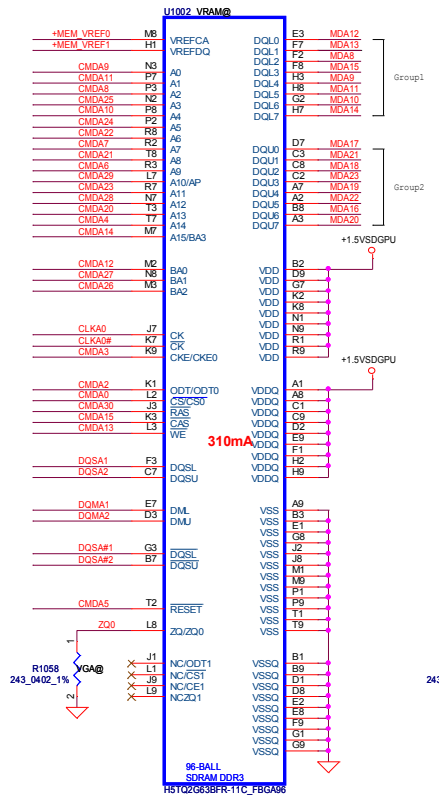 U1002 VRAM@
+MEM_VREF0 M8 VREFCA E3 DQL0 MDA12
+MEM_VREF1 H1 VREFDQ F7 DQL1 MDA13
F2 DQL2 MDA8
CMDA9 N3 A0 F8 DQL3 MDA15
CMDA11 P7 A1 H3 DQL4 MDA9 Group1
CMDA8 P3 A2 H8 DQL5 MDA11
CMDA25 N2 A3 G2 DQL6 MDA10
CMDA10 P8 A4 H7 DQL7 MDA14
CMDA24 P2 A5
CMDA22 R8 A6
CMDA7 R2 A7 D7 DQU0 MDA17
CMDA21 T8 A8 C3 DQU1 MDA21
CMDA6 R3 A9 C8 DQU2 MDA18
CMDA29 L7 A10/AP C2 DQU3 MDA23
CMDA23 R7 A11 A7 DQU4 MDA19 Group2
CMDA28 N7 A12 A2 DQU5 MDA22
CMDA20 T3 A13 B8 DQU6 MDA16
CMDA4 T7 A14 A3 DQU7 MDA20
CMDA14 M7 A15/BA3
+1.5VSDGPU
CMDA12 M2 BA0 B2 VDD
CMDA27 N8 BA1 D9 VDD
CMDA26 M3 BA2 G7 VDD
K2 VDD
K8 VDD
N1 VDD
CLKA0 J7 CK N9 VDD
CLKA0# K7 CK R1 VDD
CMDA3 K9 CKE/CKE0 R9 VDD
+1.5VSDGPU
CMDA2 K1 ODT/ODT0 A1 VDDQ
CMDA0 L2 CS/CS0 A8 VDDQ
CMDA30 J3 RAS C1 VDDQ
CMDA15 K3 CAS C9 VDDQ
CMDA13 L3 WE D2 VDDQ
310mA E9 VDDQ
F1 VDDQ
DQSA1 F3 DQSL H2 VDDQ
DQSA2 C7 DQSU H9 VDDQ
DQMA1 E7 DML A9 VSS
DQMA2 D3 DMU B3 VSS
E1 VSS
G8 VSS
DQSA#1 G3 DQSL J2 VSS
DQSA#2 B7 DQSU J8 VSS
M1 VSS
M9 VSS
P1 VSS
CMDA5 T2 RESET P9 VSS
T1 VSS
ZQ0 L8 ZQ/ZQ0 T9 VSS
1
J1 NC/ODT1 B1 VSSQ
R1058 VGA@ L1 NC/CS1 B9 VSSQ
243_0402_1% J9 NC/CE1 D1 VSSQ 243
2 L9 NCZQ1 D8 VSSQ
E2 VSSQ
E8 VSSQ
F9 VSSQ
G1 VSSQ
G9 VSSQ
96-BALL
SDRAM DDR3
H5TQ2G63BFR-11C_FBGA96